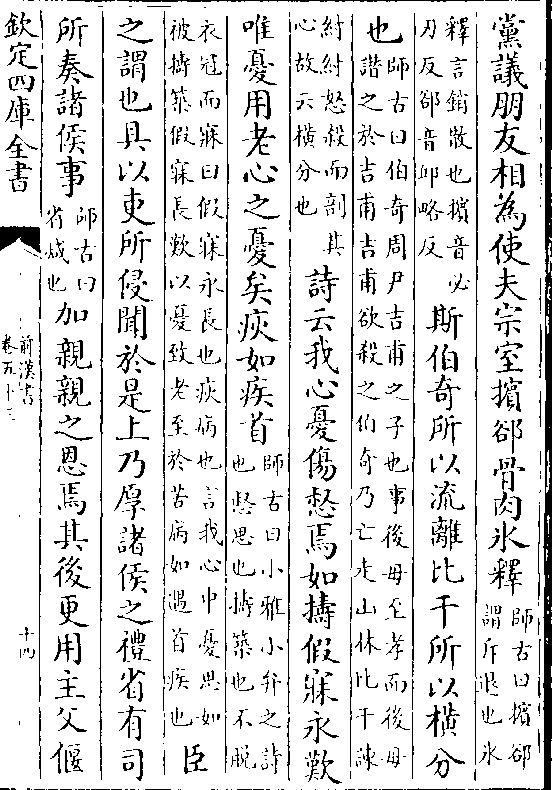 黨議朋友相為使夫宗室擯卻骨肉氷釋師古曰擯卻謂斥退也氷
釋言銷散也擯音必刃反卻音邱略反斯伯奇所以流離比干所以横分
也師古曰伯奇周尹吉甫之子也事後母至孝而後母譖之於吉甫吉甫欲殺之伯奇乃亡走山林比干諫
紂紂怒殺而剖其心故云横分也詩云我心憂傷惄焉如擣假寐永歎
唯憂用老心之憂矣疢如疾首師古曰小雅小弁之詩也惄思也擣築也不脱
衣冠而寐曰假寐永長也疢病也言我心中憂思如被擣築假寐長歎以憂致老至於苦病如遇首疾也臣
之謂也具以吏所侵聞於是上乃厚諸侯之禮省有司
所奏諸侯事師古曰省减也加親親之恩焉其後更用主父偃
欽定四庫全書
前漢書
卷五十三
十四